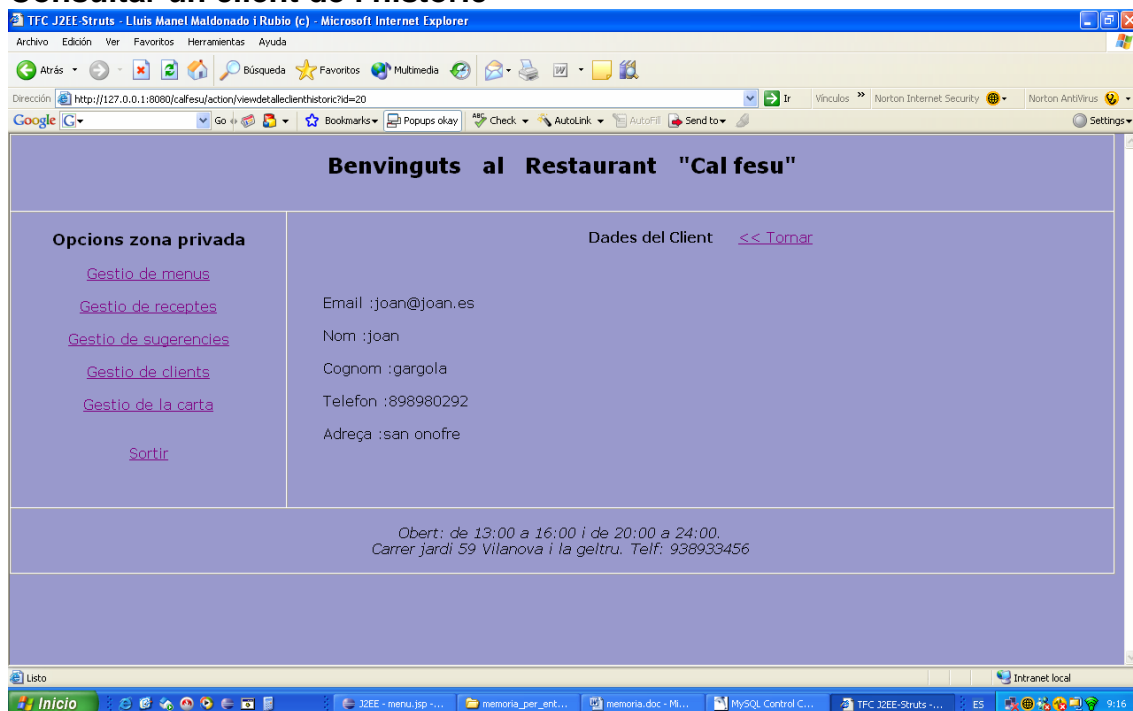 Consultar un client de l'històric
TFC J2EE-Struts - Lluis Manel Maldonado i Rubio (c) - Microsoft Internet Explorer
Archivo Edición Ver Favoritos Herramientas Ayuda
Atrás Búsqueda Favoritos Multimedia
Dirección http://127.0.0.1:8080/calfesu/action/viewdetalleclienthistoric?id=20 Ir Vínculos » Norton Internet Security Norton AntiVirus
Google G Go Bookmarks Popups okay Check AutoLink AutoFill Send to Settings
Benvinguts al Restaurant "Cal fesu"
Opcions zona privada
Gestio de menus
Gestio de receptes
Gestio de sugerencies
Gestio de clients
Gestio de la carta
Sortir
Dades del Client << Tornar
Email :joan@joan.es
Nom :joan
Cognom :gargola
Telefon :898980292
Adreça :san onofre
Obert: de 13:00 a 16:00 i de 20:00 a 24:00.
Carrer jardi 59 Vilanova i la geltru. Telf: 938933456
Listo Intranet local
Inicio J2EE - menu.jsp -... memoria_per_ent... memoria.doc - Mi... MySQL Control C... TFC J2EE-Struts -... ES 9:16